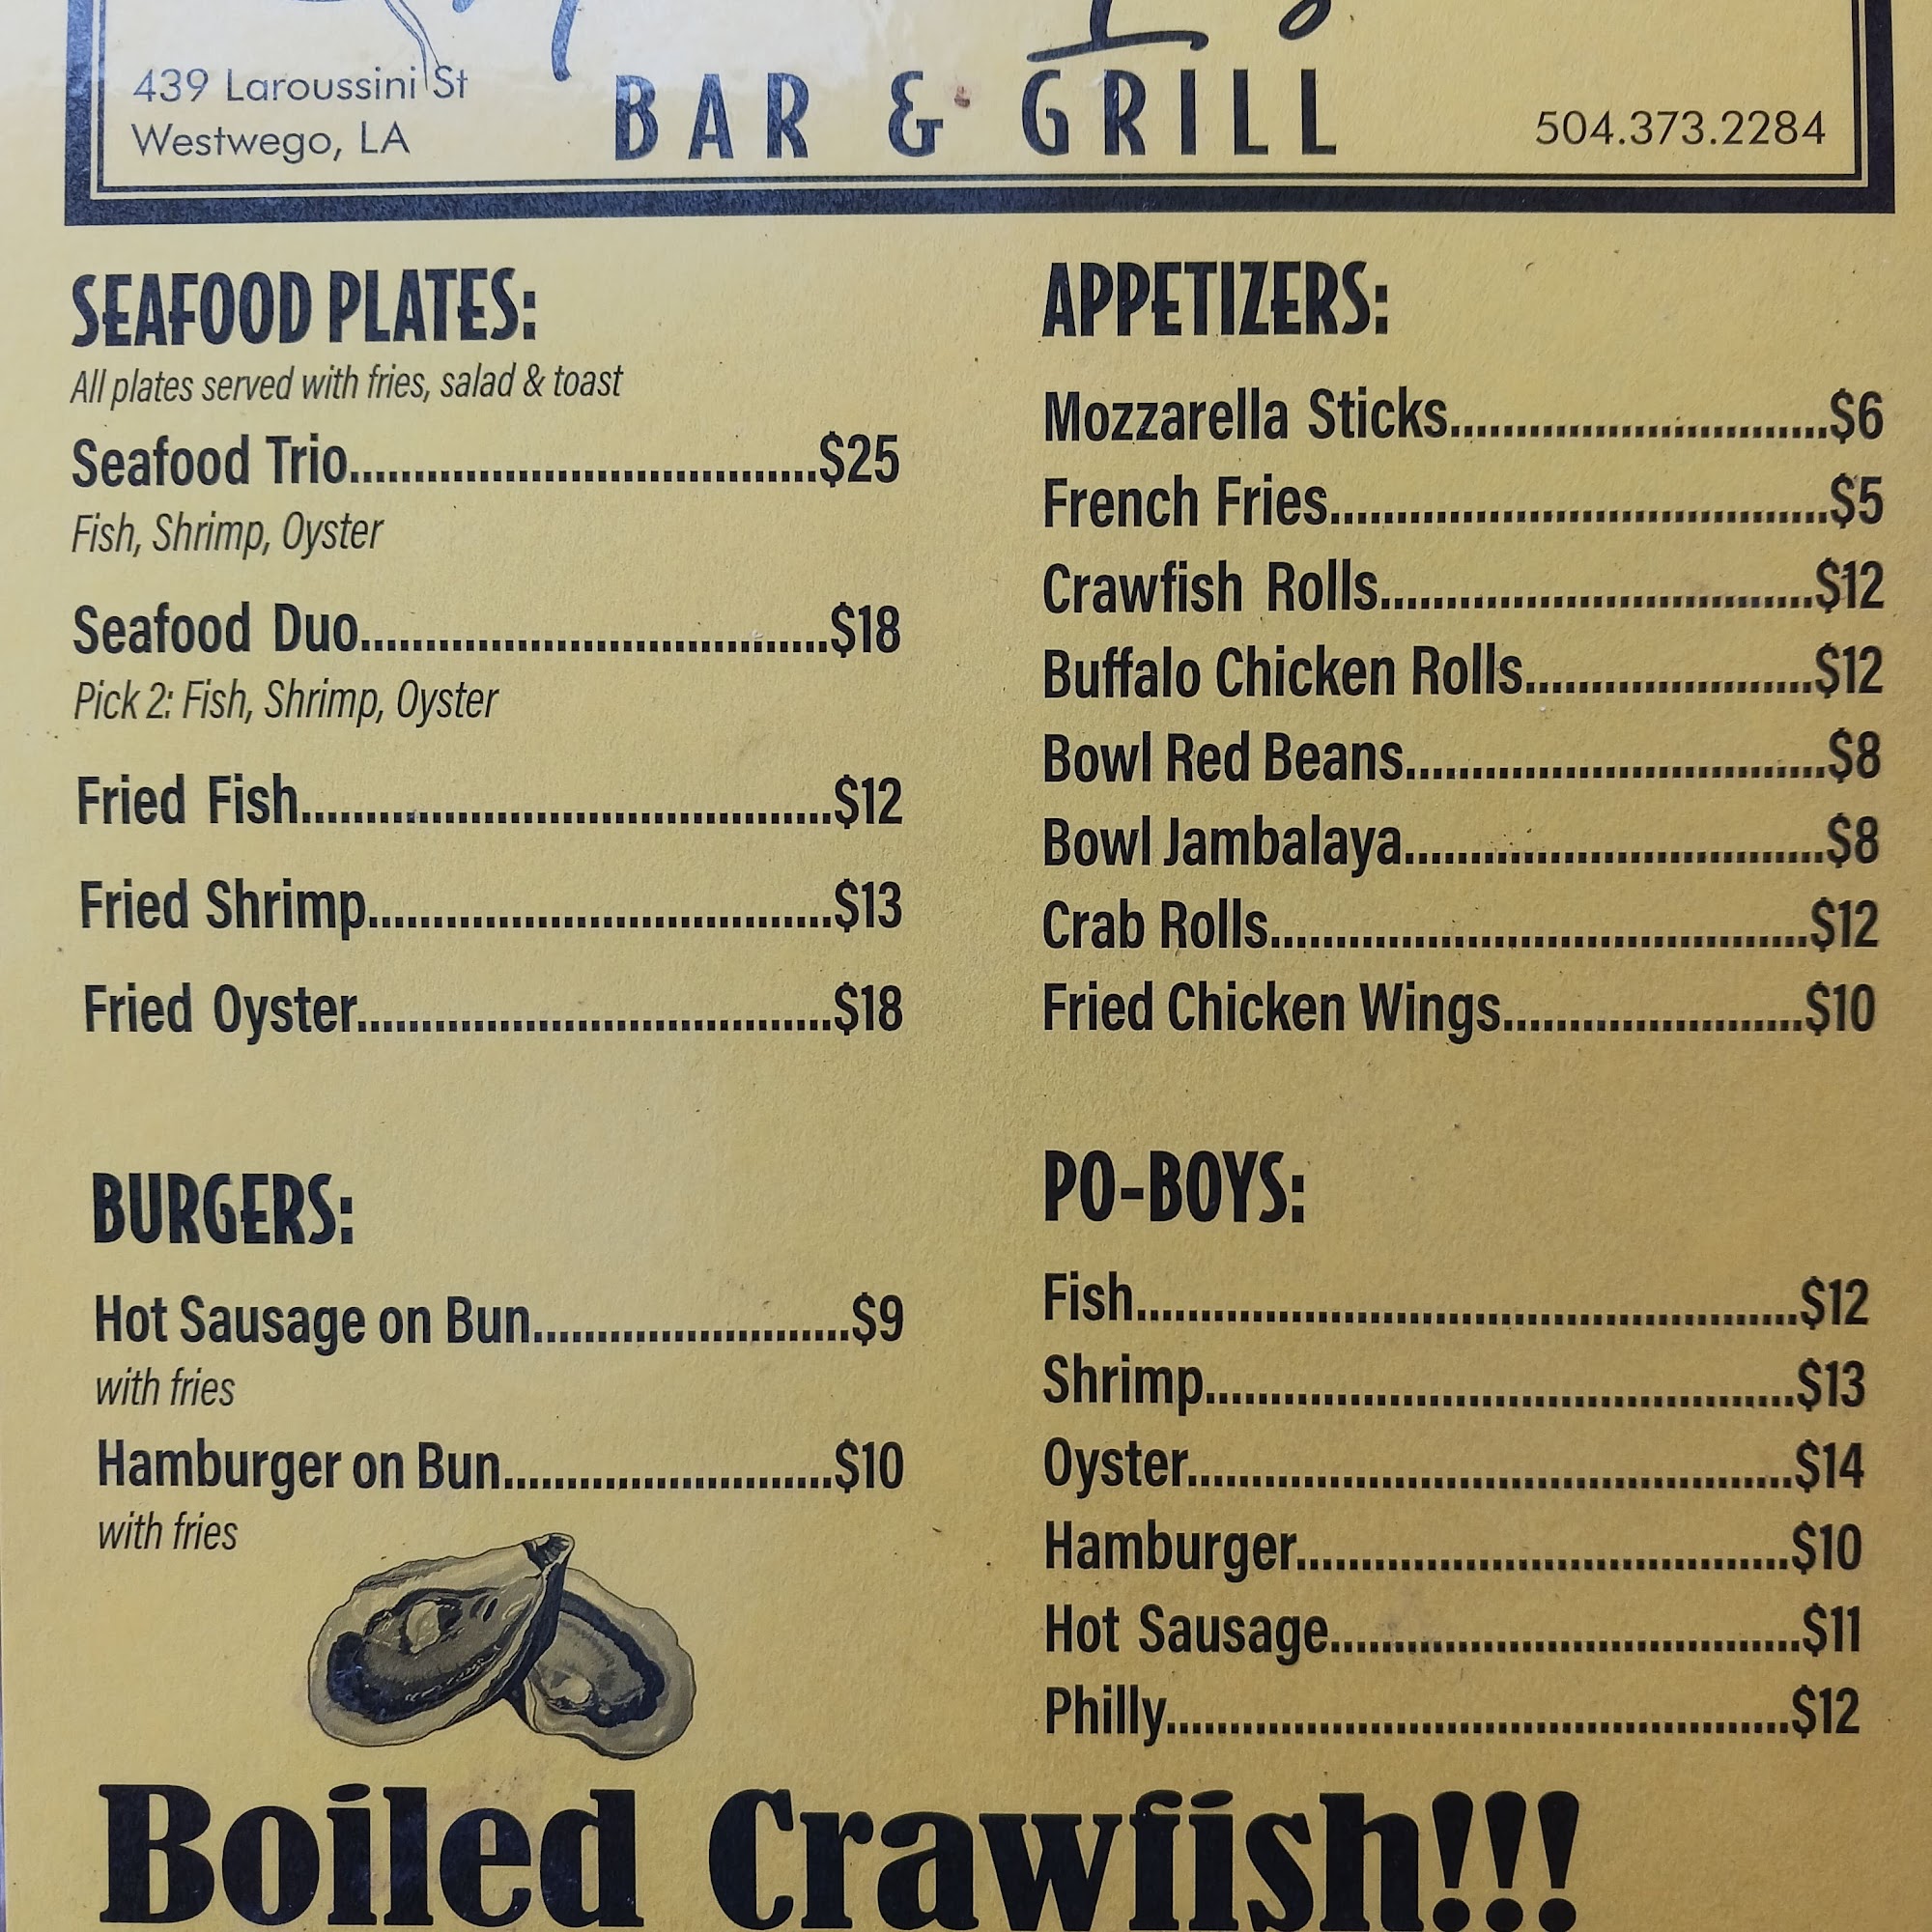 439 Laroussini St
Westwego, LA
BAR & GRILL
504.373.2284
SEAFOOD PLATES:
All plates served with fries, salad & toast
Seafood Trio....................................$25
Fish, Shrimp, Oyster
Seafood Duo....................................$18
Pick 2: Fish, Shrimp, Oyster
Fried Fish.........................................$12
Fried Shrimp....................................$13
Fried Oyster.....................................$18
BURGERS:
Hot Sausage on Bun.........................$9
with fries
Hamburger on Bun..........................$10
with fries
APPETIZERS:
Mozzarella Sticks.............................$6
French Fries......................................$5
Crawfish Rolls.................................$12
Buffalo Chicken Rolls......................$12
Bowl Red Beans................................$8
Bowl Jambalaya................................$8
Crab Rolls.........................................$12
Fried Chicken Wings.......................$10
PO-BOYS:
Fish...................................................$12
Shrimp.............................................$13
Oyster..............................................$14
Hamburger......................................$10
Hot Sausage....................................$11
Philly................................................$12
Boiled Crawfish!!!